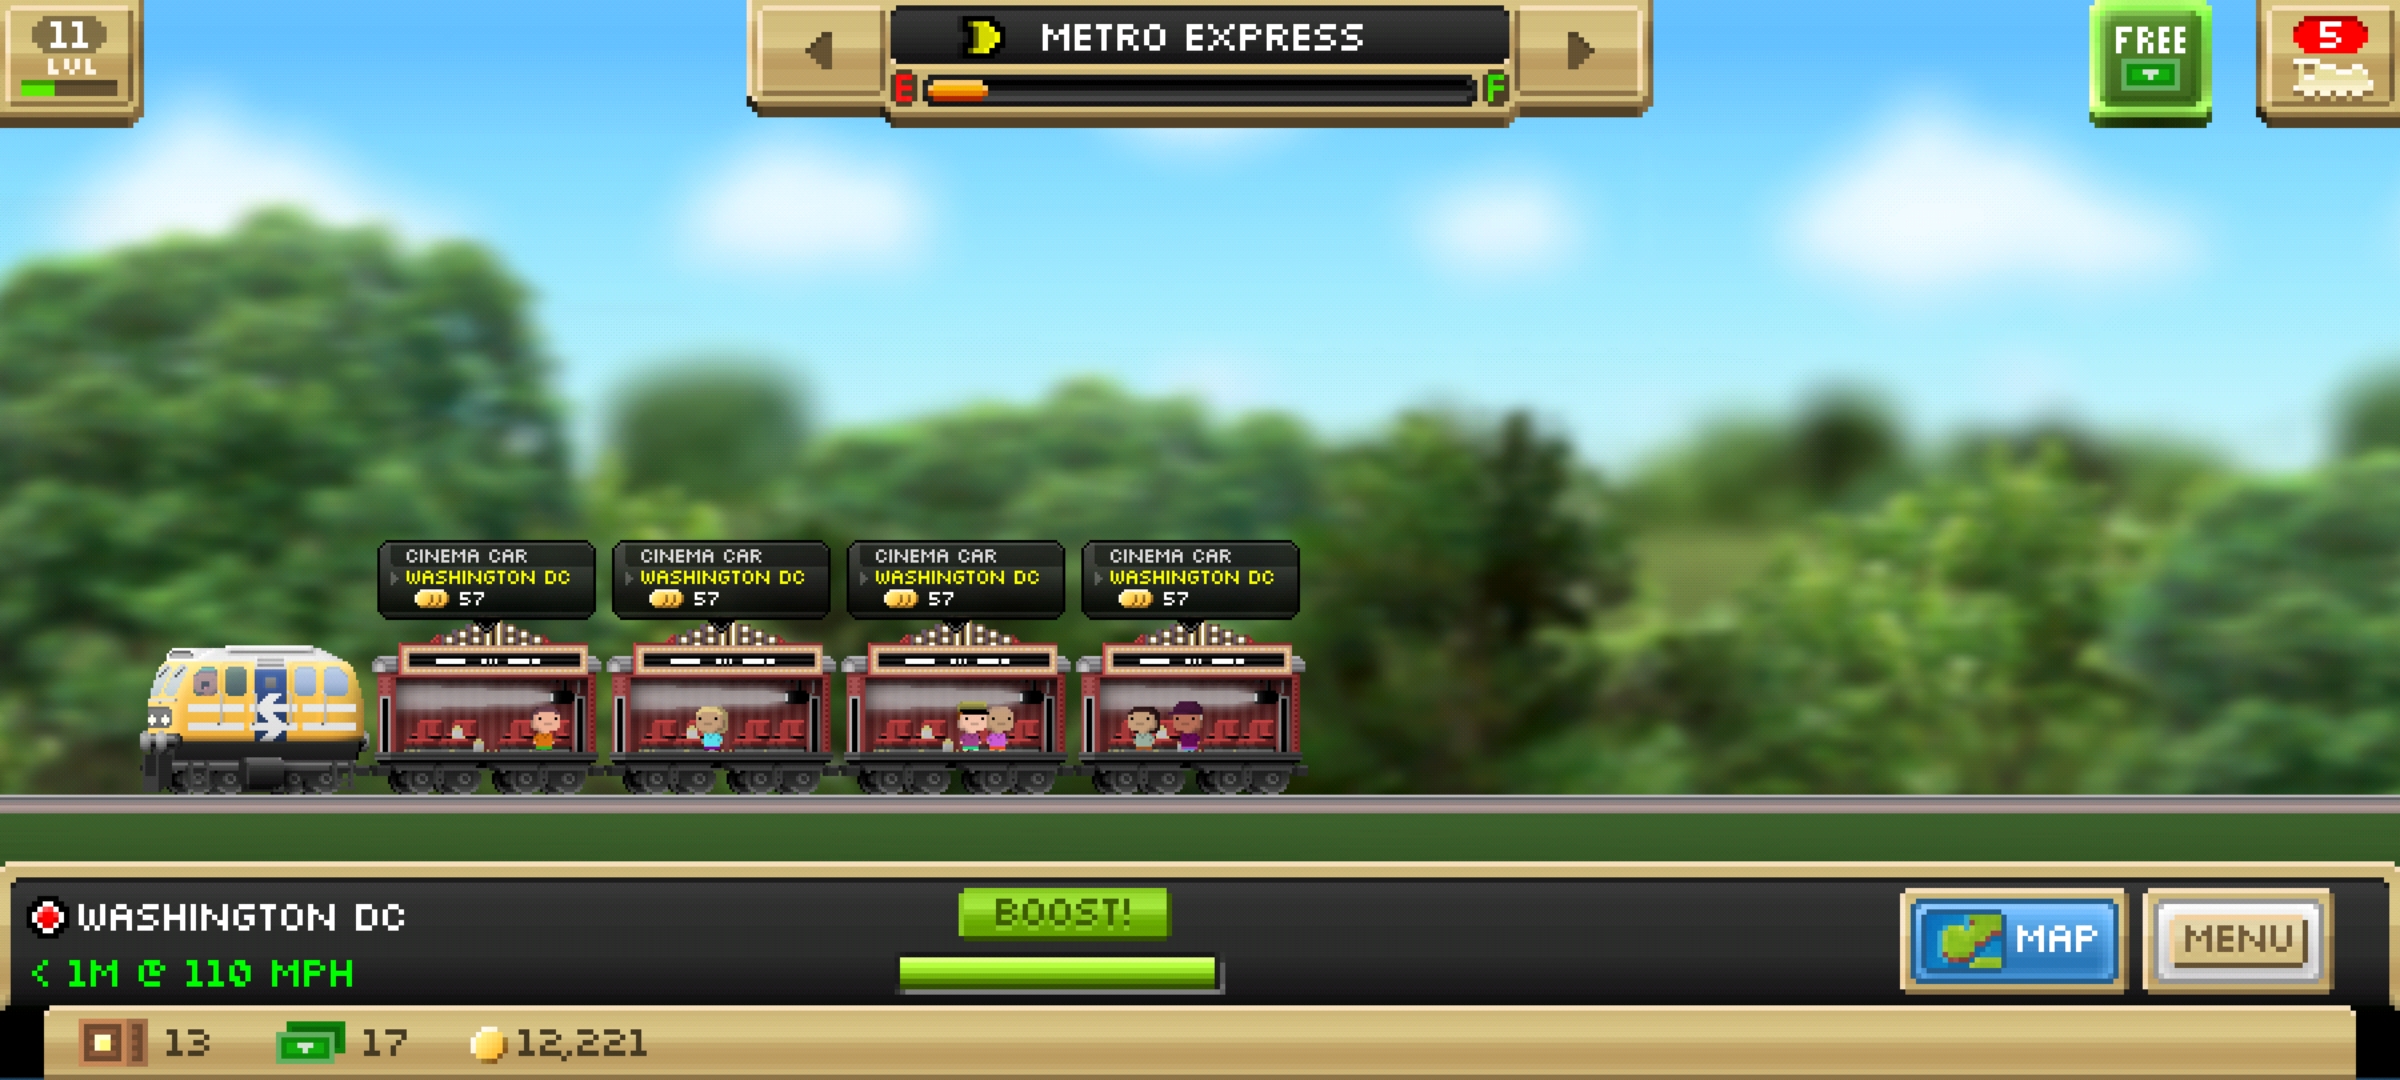 11
LVL
METRO EXPRESS
E
F
FREE
5
CINEMA CAR
WASHINGTON DC
57
CINEMA CAR
WASHINGTON DC
57
CINEMA CAR
WASHINGTON DC
57
CINEMA CAR
WASHINGTON DC
57
WASHINGTON DC
< 1M @ 110 MPH
BOOST!
MAP
MENU
13
17
12,221